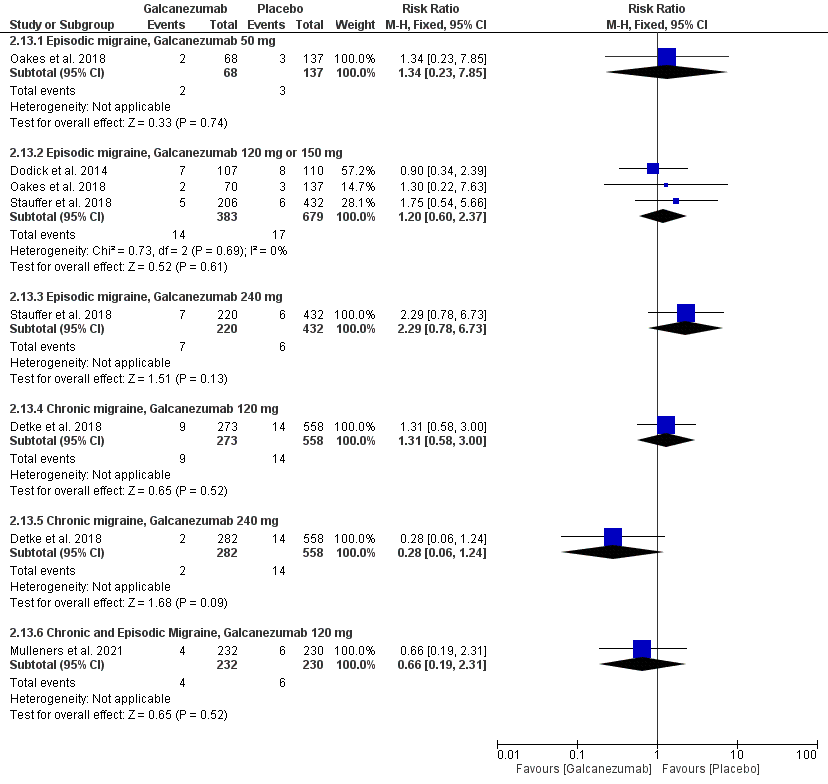 Galcanezumab Placebo Risk Ratio Risk Ratio
Study or Subgroup Events Total Events Total Weight M-H, Fixed, 95% CI M-H, Fixed, 95% CI
2.13.1 Episodic migraine, Galcanezumab 50 mg
Oakes et al. 2018 2 68 3 137 100.0% 1.34 [0.23, 7.85]
Subtotal (95% CI) 68 137 100.0% 1.34 [0.23, 7.85]
Total events 2 3
Heterogeneity: Not applicable
Test for overall effect: Z = 0.33 (P = 0.74)
2.13.2 Episodic migraine, Galcanezumab 120 mg or 150 mg
Dodick et al. 2014 7 107 8 110 57.2% 0.90 [0.34, 2.39]
Oakes et al. 2018 2 70 3 137 14.7% 1.30 [0.22, 7.63]
Stauffer et al. 2018 5 206 6 432 28.1% 1.75 [0.54, 5.66]
Subtotal (95% CI) 383 679 100.0% 1.20 [0.60, 2.37]
Total events 14 17
Heterogeneity: Chi² = 0.73, df = 2 (P = 0.69); I² = 0%
Test for overall effect: Z = 0.52 (P = 0.61)
2.13.3 Episodic migraine, Galcanezumab 240 mg
Stauffer et al. 2018 7 220 6 432 100.0% 2.29 [0.78, 6.73]
Subtotal (95% CI) 220 432 100.0% 2.29 [0.78, 6.73]
Total events 7 6
Heterogeneity: Not applicable
Test for overall effect: Z = 1.51 (P = 0.13)
2.13.4 Chronic migraine, Galcanezumab 120 mg
Detke et al. 2018 9 273 14 558 100.0% 1.31 [0.58, 3.00]
Subtotal (95% CI) 273 558 100.0% 1.31 [0.58, 3.00]
Total events 9 14
Heterogeneity: Not applicable
Test for overall effect: Z = 0.65 (P = 0.52)
2.13.5 Chronic migraine, Galcanezumab 240 mg
Detke et al. 2018 2 282 14 558 100.0% 0.28 [0.06, 1.24]
Subtotal (95% CI) 282 558 100.0% 0.28 [0.06, 1.24]
Total events 2 14
Heterogeneity: Not applicable
Test for overall effect: Z = 1.68 (P = 0.09)
2.13.6 Chronic and Episodic Migraine, Galcanezumab 120 mg
Mulleners et al. 2021 4 232 6 230 100.0% 0.66 [0.19, 2.31]
Subtotal (95% CI) 232 230 100.0% 0.66 [0.19, 2.31]
Total events 4 6
Heterogeneity: Not applicable
Test for overall effect: Z = 0.65 (P = 0.52)
0.01 0.1 1 10 100
Favours [Galcanezumab] Favours [Placebo]